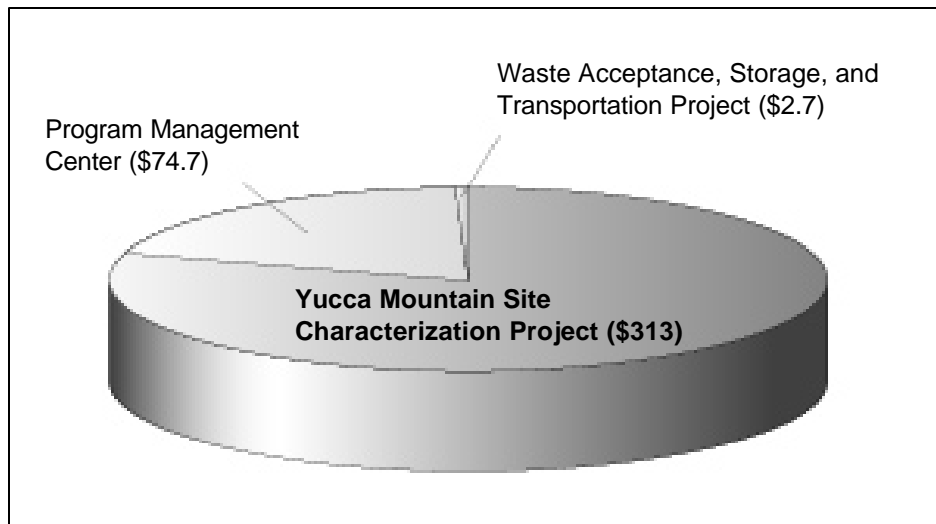 Waste Acceptance, Storage, and
Transportation Project ($2.7)
Program Management
Center ($74.7)
Yucca Mountain Site
Characterization Project ($313)